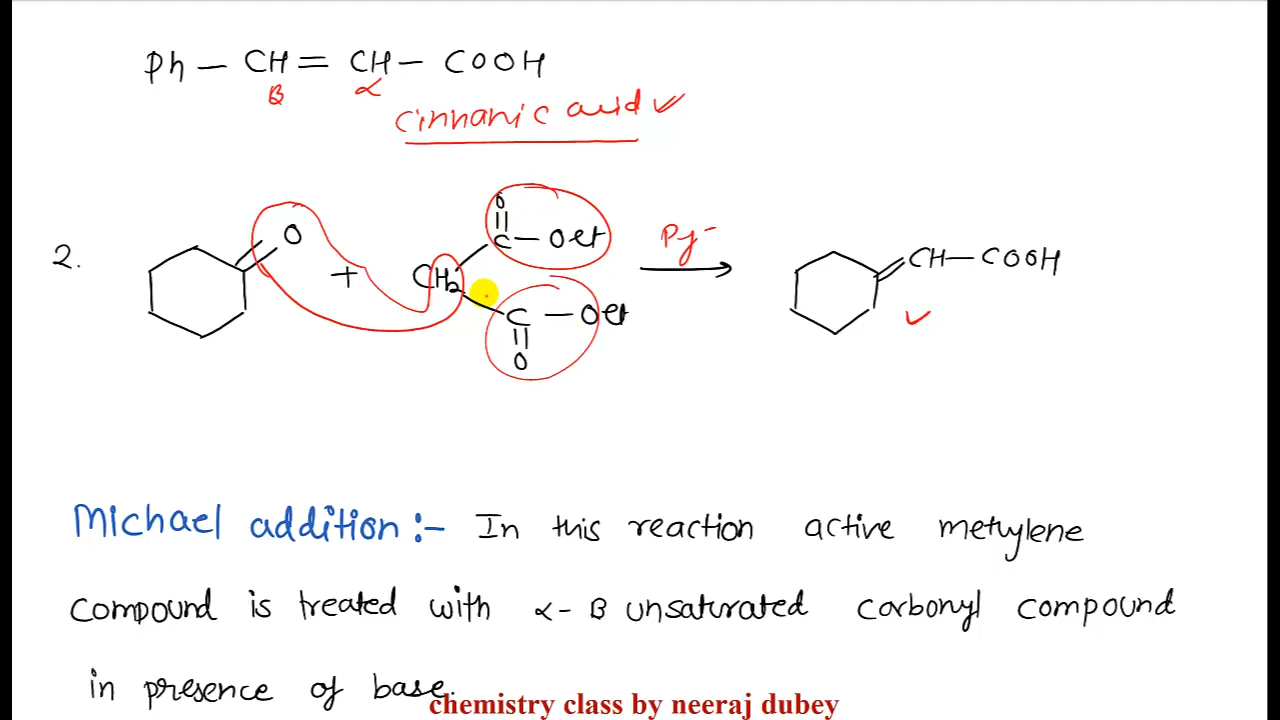 Ph — CH = CH — COOH
β α
cinnanic acid ✓
O
O
2. + CH2 C — Oet Py- CH — COOH
C — Oet
O
Michael addition :- In this reaction active metylene
compound is treated with α - β unsaturated carbonyl compound
in presence of base.
chemistry class by neeraj dubey